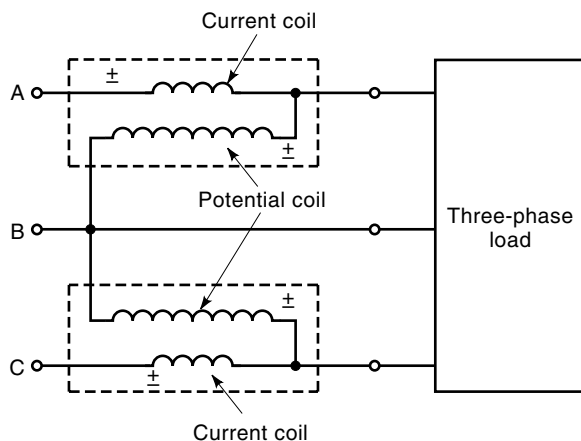 Current coil
±
A
±
Potential coil
B
Three-phase
load
±
C
±
Current coil